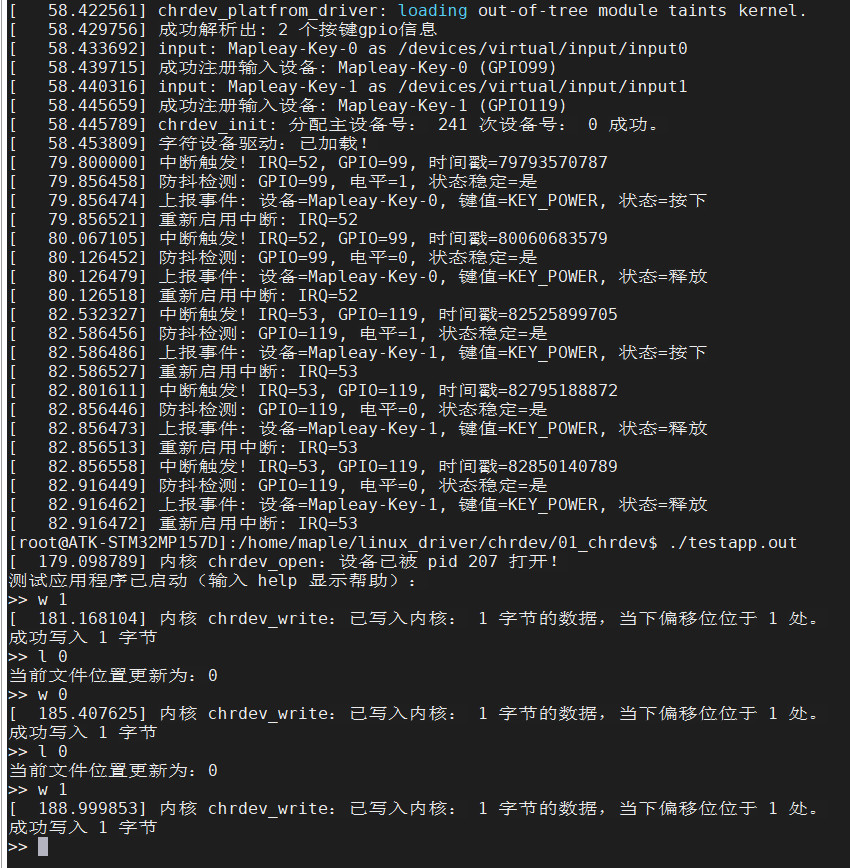 [   58.422561] chrdev_platfrom_driver: loading out-of-tree module taints kernel.
[   58.429756] 成功解析出: 2 个按键gpio信息
[   58.433692] input: Mapleay-Key-0 as /devices/virtual/input/input0
[   58.439715] 成功注册输入设备: Mapleay-Key-0 (GPIO99)
[   58.440316] input: Mapleay-Key-1 as /devices/virtual/input/input1
[   58.445659] 成功注册输入设备: Mapleay-Key-1 (GPIO119)
[   58.445789] chrdev_init: 分配主设备号： 241 次设备号： 0 成功。
[   58.453809] 字符设备驱动：已加载！
[   79.800000] 中断触发! IRQ=52, GPIO=99, 时间戳=79793570787
[   79.856458] 防抖检测: GPIO=99, 电平=1, 状态稳定=是
[   79.856474] 上报事件: 设备=Mapleay-Key-0, 键值=KEY_POWER, 状态=按下
[   79.856521] 重新启用中断: IRQ=52
[   80.067105] 中断触发! IRQ=52, GPIO=99, 时间戳=80060683579
[   80.126452] 防抖检测: GPIO=99, 电平=0, 状态稳定=是
[   80.126479] 上报事件: 设备=Mapleay-Key-0, 键值=KEY_POWER, 状态=释放
[   80.126518] 重新启用中断: IRQ=52
[   82.532327] 中断触发! IRQ=53, GPIO=119, 时间戳=82525899705
[   82.586456] 防抖检测: GPIO=119, 电平=1, 状态稳定=是
[   82.586486] 上报事件: 设备=Mapleay-Key-1, 键值=KEY_POWER, 状态=按下
[   82.586527] 重新启用中断: IRQ=53
[   82.801611] 中断触发! IRQ=53, GPIO=119, 时间戳=82795188872
[   82.856446] 防抖检测: GPIO=119, 电平=0, 状态稳定=是
[   82.856473] 上报事件: 设备=Mapleay-Key-1, 键值=KEY_POWER, 状态=释放
[   82.856513] 重新启用中断: IRQ=53
[   82.856558] 中断触发! IRQ=53, GPIO=119, 时间戳=82850140789
[   82.916449] 防抖检测: GPIO=119, 电平=0, 状态稳定=是
[   82.916462] 上报事件: 设备=Mapleay-Key-1, 键值=KEY_POWER, 状态=释放
[   82.916472] 重新启用中断: IRQ=53
[root@ATK-STM32MP157D]:/home/maple/linux_driver/chrdev/01_chrdev$ ./testapp.out
[  179.098789] 内核 chrdev_open：设备已被 pid 207 打开！
测试应用程序已启动（输入 help 显示帮助）：
>> w 1
[  181.168104] 内核 chrdev_write：已写入内核： 1 字节的数据，当下偏移位位于 1 处。
成功写入 1 字节
>> l 0
当前文件位置更新为：0
>> w 0
[  185.407625] 内核 chrdev_write：已写入内核： 1 字节的数据，当下偏移位位于 1 处。
成功写入 1 字节
>> l 0
当前文件位置更新为：0
>> w 1
[  188.999853] 内核 chrdev_write：已写入内核： 1 字节的数据，当下偏移位位于 1 处。
成功写入 1 字节
>>